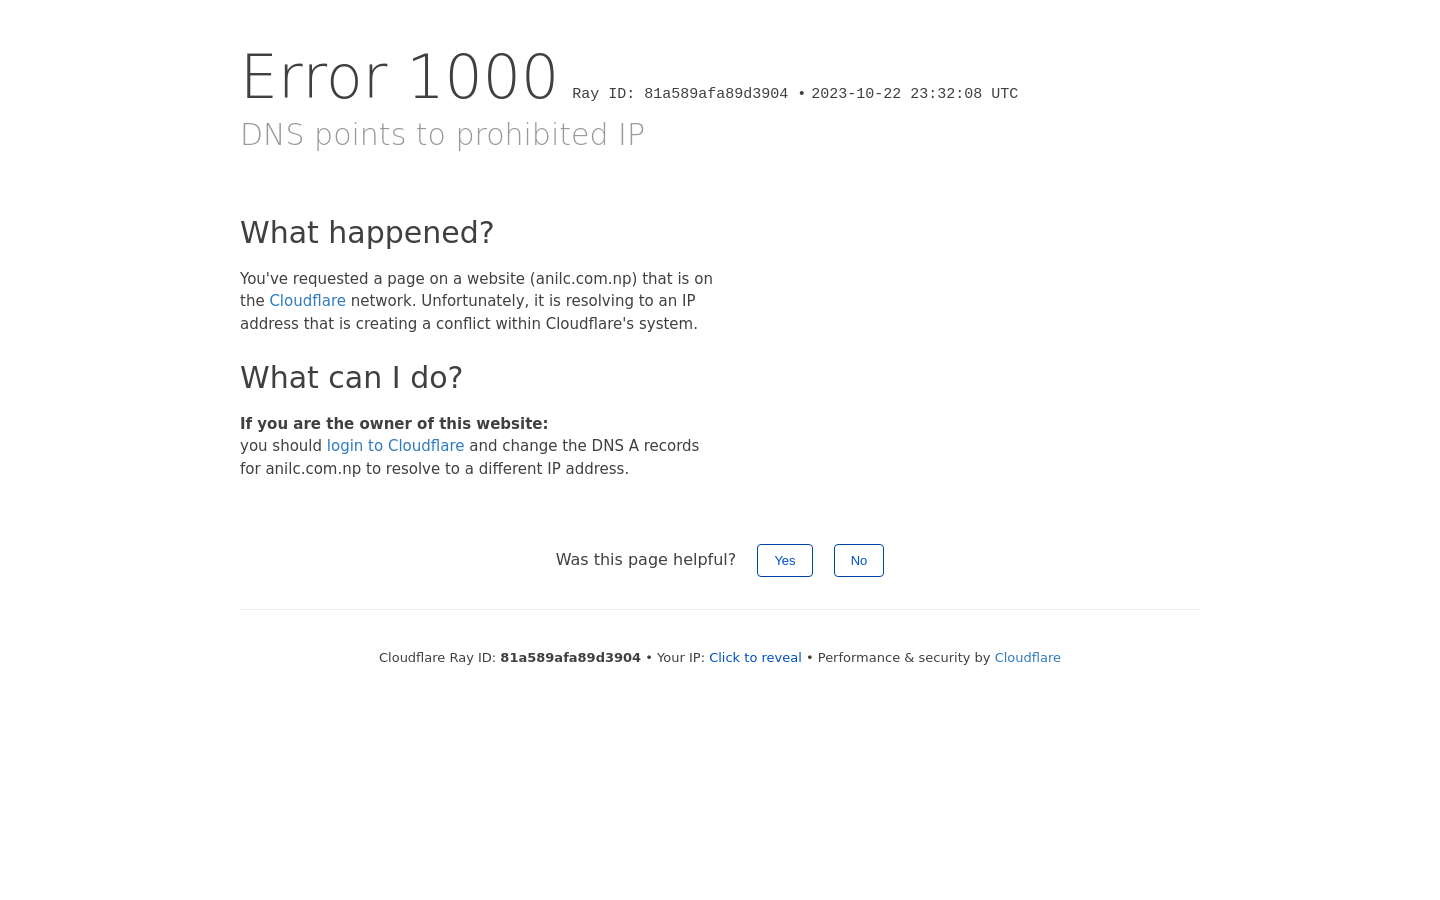 Error 1000 Ray ID: 81a589afa89d3904 • 2023-10-22 23:32:08 UTC
DNS points to prohibited IP
What happened?
You've requested a page on a website (anilc.com.np) that is on
the Cloudflare network. Unfortunately, it is resolving to an IP
address that is creating a conflict within Cloudflare's system.
What can I do?
If you are the owner of this website:
you should login to Cloudflare and change the DNS A records
for anilc.com.np to resolve to a different IP address.
Was this page helpful? Yes No
Cloudflare Ray ID: 81a589afa89d3904 • Your IP: Click to reveal • Performance & security by Cloudflare